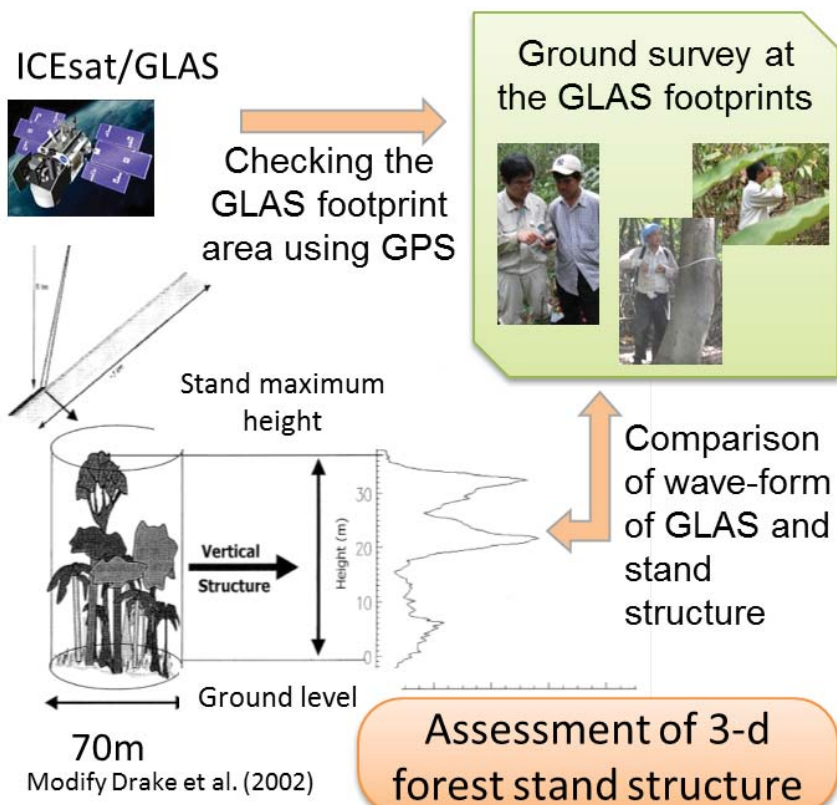 ICEsat/GLAS
Checking the
GLAS footprint
area using GPS
Ground survey at
the GLAS footprints
Stand maximum
height
Vertical
Structure
Height (m)
30
20
10
0
Comparison
of wave-form
of GLAS and
stand
structure
Ground level
70m
Modify Drake et al. (2002)
Assessment of 3-d
forest stand structure